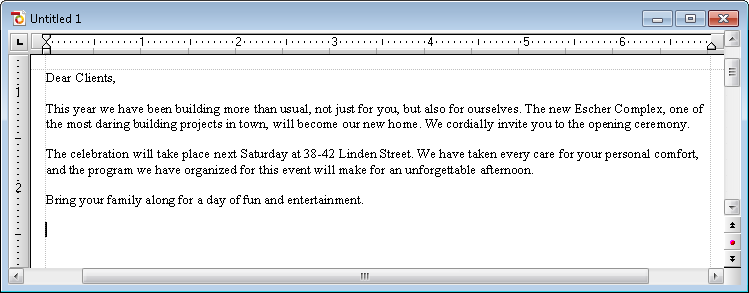 Untitled 1
1 2 3 4 5 6
Dear Clients,
1
This year we have been building more than usual, not just for you, but also for ourselves. The new Escher Complex, one of
the most daring building projects in town, will become our new home. We cordially invite you to the opening ceremony.
The celebration will take place next Saturday at 38-42 Linden Street. We have taken every care for your personal comfort,
and the program we have organized for this event will make for an unforgettable afternoon.
2
Bring your family along for a day of fun and entertainment.